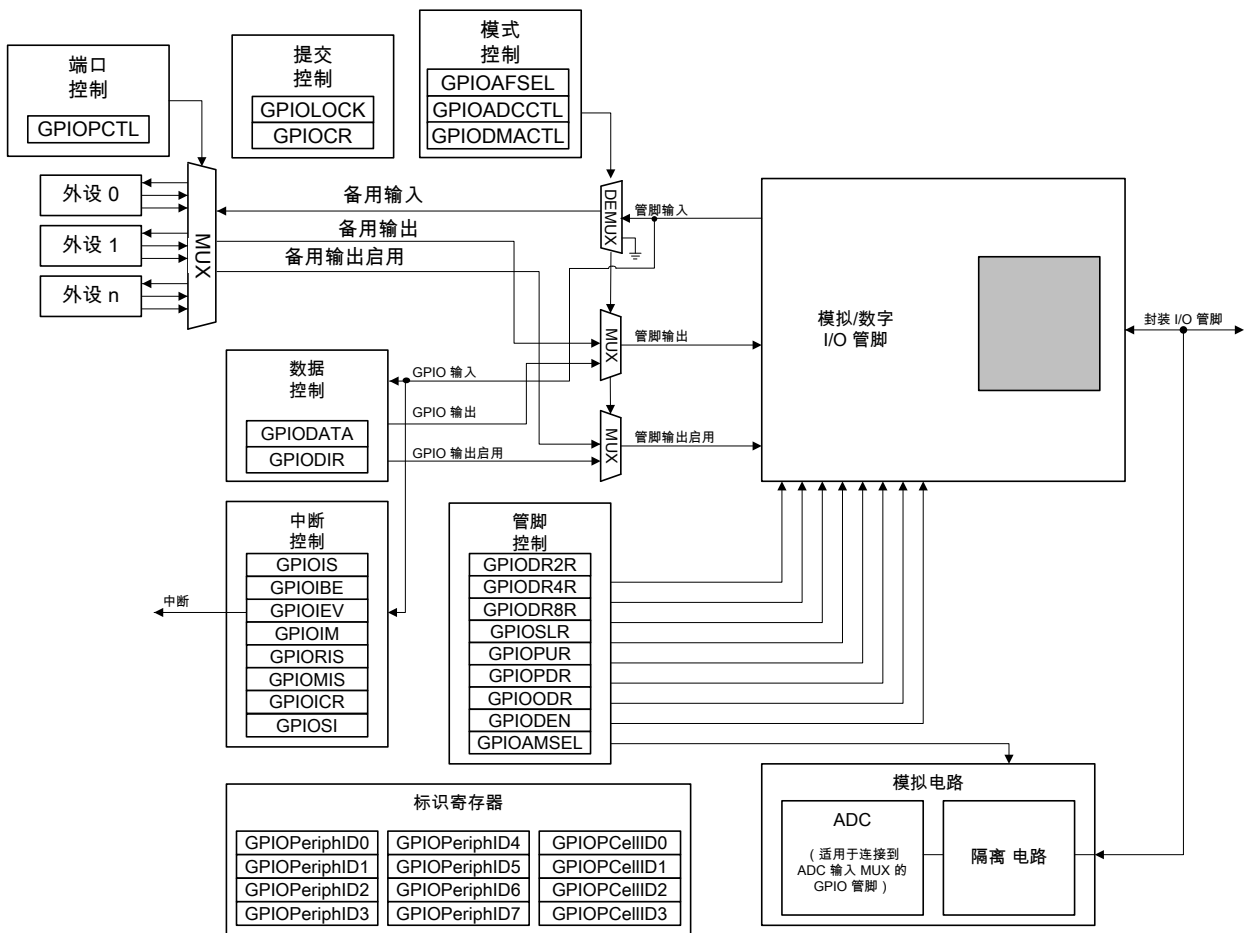 端口
控制
GPIOPCTL
提交
控制
GPIOLOCK
GPIOCR
模式
控制
GPIOAFSEL
GPIOADCCTL
GPIODMACTL
外设 0
外设 1
外设 n
MUX
备用输入
备用输出
备用输出启用
DEMUX
管脚输入
MUX
管脚输出
MUX
管脚输出启用
模拟/数字
I/O 管脚
封装 I/O 管脚
数据
控制
GPIODATA
GPIODIR
GPIO 输入
GPIO 输出
GPIO 输出启用
中断
控制
GPIOIS
GPIOIBE
GPIOIEV
GPIOIM
GPIORIS
GPIOMIS
GPIOICR
GPIOSI
中断
管脚
控制
GPIODR2R
GPIODR4R
GPIODR8R
GPIOSLR
GPIOPUR
GPIOPDR
GPIOODR
GPIODEN
GPIOAMSEL
模拟电路
ADC
（适用于连接到
ADC 输入 MUX 的
GPIO 管脚）
隔离 电路
标识寄存器
GPIOPeriphID0
GPIOPeriphID1
GPIOPeriphID2
GPIOPeriphID3
GPIOPeriphID4
GPIOPeriphID5
GPIOPeriphID6
GPIOPeriphID7
GPIOPCellID0
GPIOPCellID1
GPIOPCellID2
GPIOPCellID3